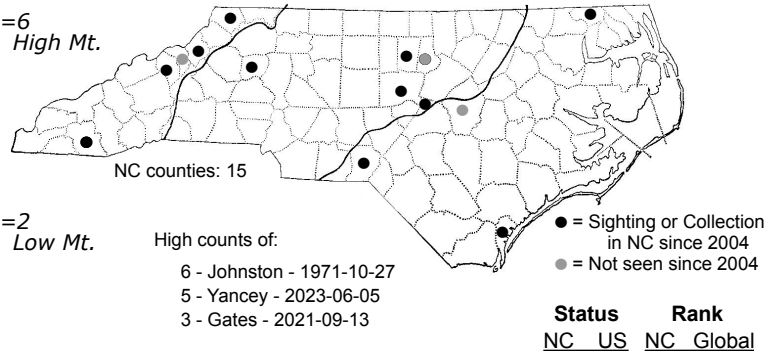 =6
High Mt.
NC counties: 15
=2
Low Mt.
High counts of:
6 - Johnston - 1971-10-27
5 - Yancey - 2023-06-05
3 - Gates - 2021-09-13
= Sighting or Collection
in NC since 2004
= Not seen since 2004
Status Rank
NC US NC Global